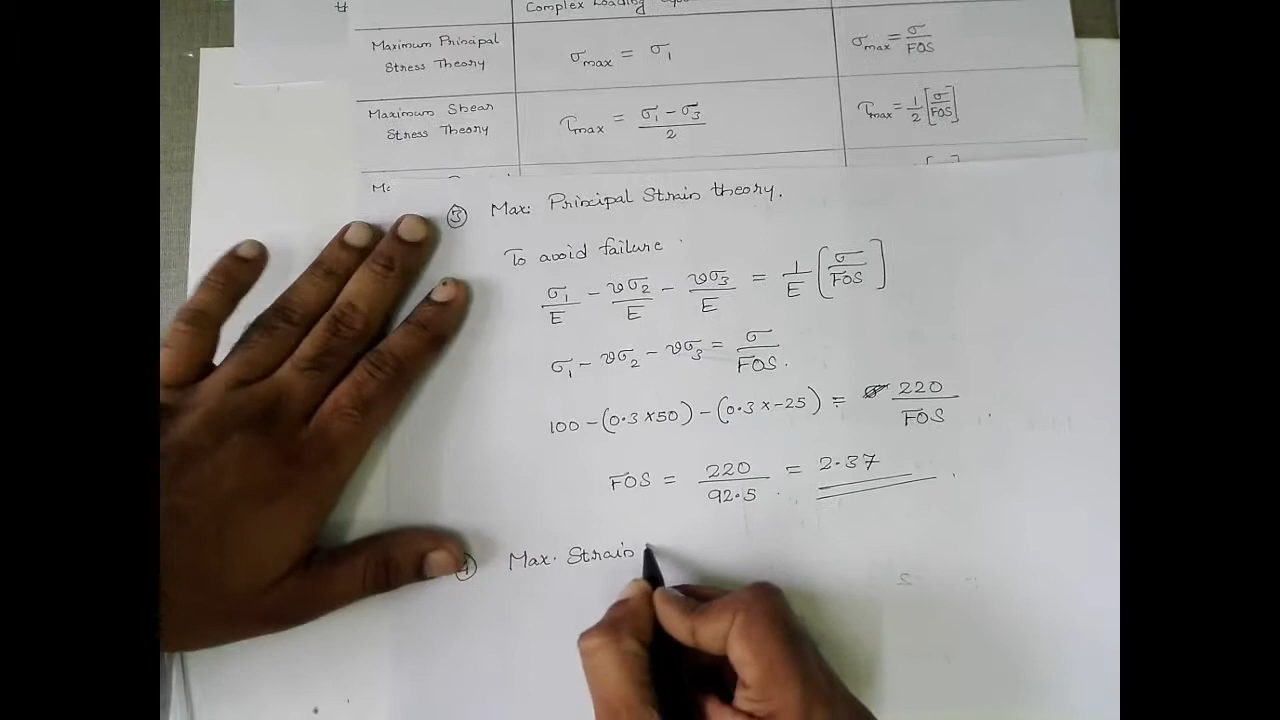 Complex Loading
Maximum Principal
Stress Theory
σmax = σ1
σmax = σ/FOS
Maximum Shear
Stress Theory
τmax = (σ1 - σ3)/2
τmax = 1/2 [σ/FOS]
③ Max: Principal Strain theory.
To avoid failure
σ1/E - νσ2/E - νσ3/E = 1/E [σ/FOS]
σ1 - νσ2 - νσ3 = σ/FOS.
100 - (0.3 × 50) - (0.3 × -25) = 220/FOS
FOS = 220/92.5 = 2.37
④ Max. Strain